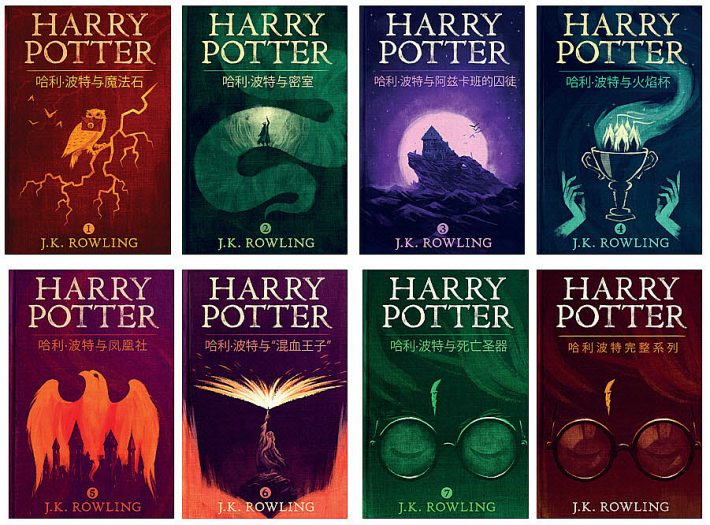 HARRY
POTTER
哈利·波特与魔法石
1
J.K. ROWLING
HARRY
POTTER
哈利·波特与密室
2
J.K. ROWLING
HARRY
POTTER
哈利·波特与阿兹卡班的囚徒
3
J.K. ROWLING
HARRY
POTTER
哈利·波特与火焰杯
4
J.K. ROWLING
HARRY
POTTER
哈利·波特与凤凰社
5
J.K. ROWLING
HARRY
POTTER
哈利·波特与“混血王子”
6
J.K. ROWLING
HARRY
POTTER
哈利·波特与死亡圣器
7
J.K. ROWLING
HARRY
POTTER
哈利波特完整系列
J.K. ROWLING